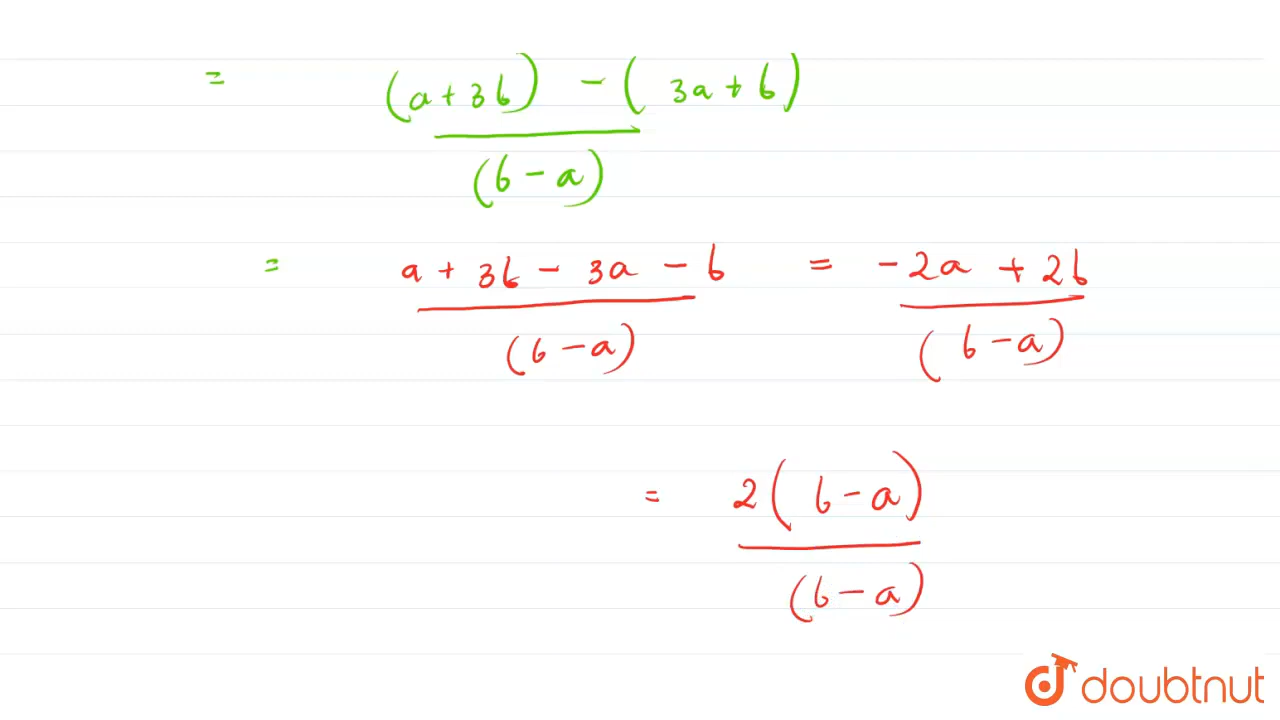 = (a+3b) - (3a+b)
(b-a)
= a + 3b - 3a - b = -2a + 2b
(b-a) (b-a)
= 2(b-a)
(b-a)
doubtnut